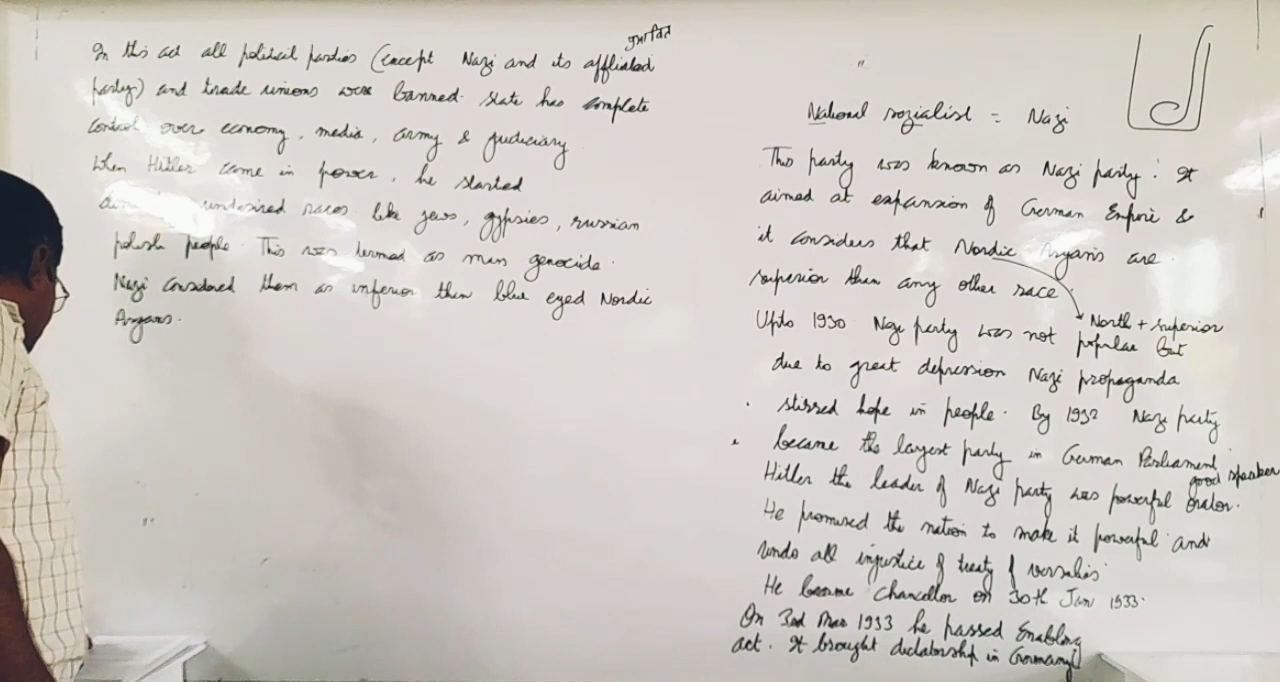 National sozialist = Nazi
This party was known as Nazi party. It
aimed at expansion of German Empire &
it considers that Nordic Aryans are
superior than any other race.
North + superior
Upto 1930 Nazi party was not popular but
due to great depression Nazi propaganda
stirred hope in people. By 1932 Nazi party
became the largest party in German Parliament
good speaker
Hitler the leader of Nazi party was powerful orator.
He promised the nation to make it powerful and
undo all injustice of treaty of
He became Chancellor on 30th Jan 1933.
On 3rd Mar 1933 he passed Enabling
act. It brought dictatorship in Germany
In this act all political parties (except Nazi and its affliated
party) and trade unions were banned. State has complete
control over economy, media, army & judiciary
When Hitler came in power, he started
undesired races like jews, gypsies, russian
polish people. This was termed as mass genocide.
Nazi considered them as inferior then blue eyed Nordic
Aryans.